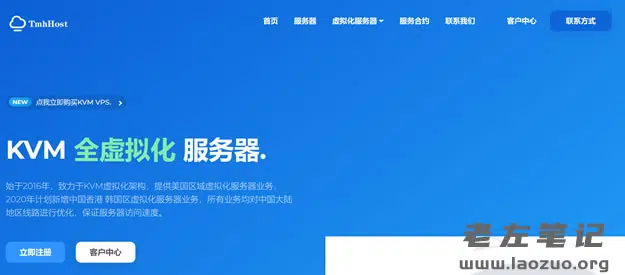 TmhHost
首页 服务器 虚拟化服务器 服务合约 联系我们 客户中心 联系方式
NEW 点我立即购买KVM VPS.
KVM 全虚拟化 服务器.
始于2016年，致力于KVM虚拟化架构，提供美国区域虚拟化服务器业务，
2020年计划新增中国香港 韩国区虚拟化服务器业务，所有业务均对中国大陆
地区线路进行优化，保证服务器访问速度。
立即注册 客户中心
老左笔记
www.laozuo.org